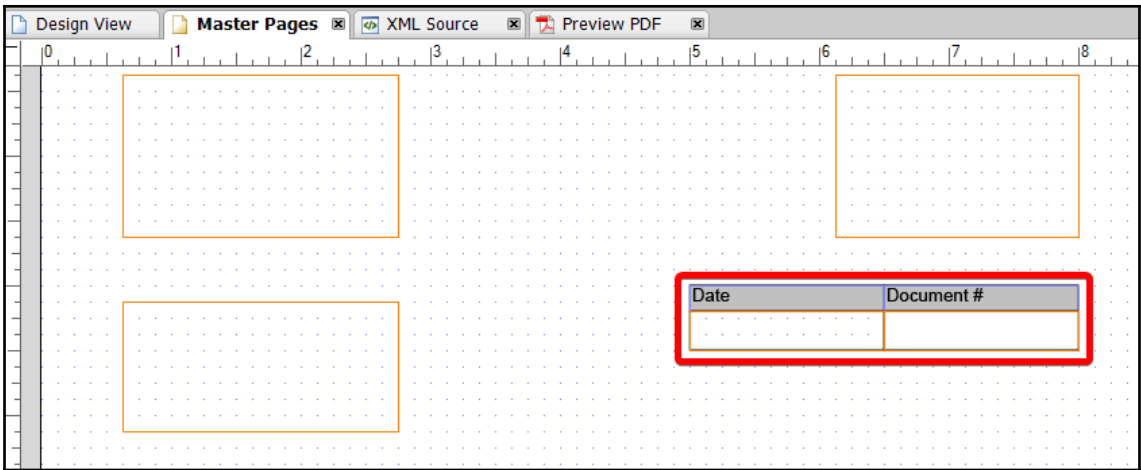 Design View Master Pages XML Source Preview PDF
0 1 2 3 4 5 6 7 8
Date Document #